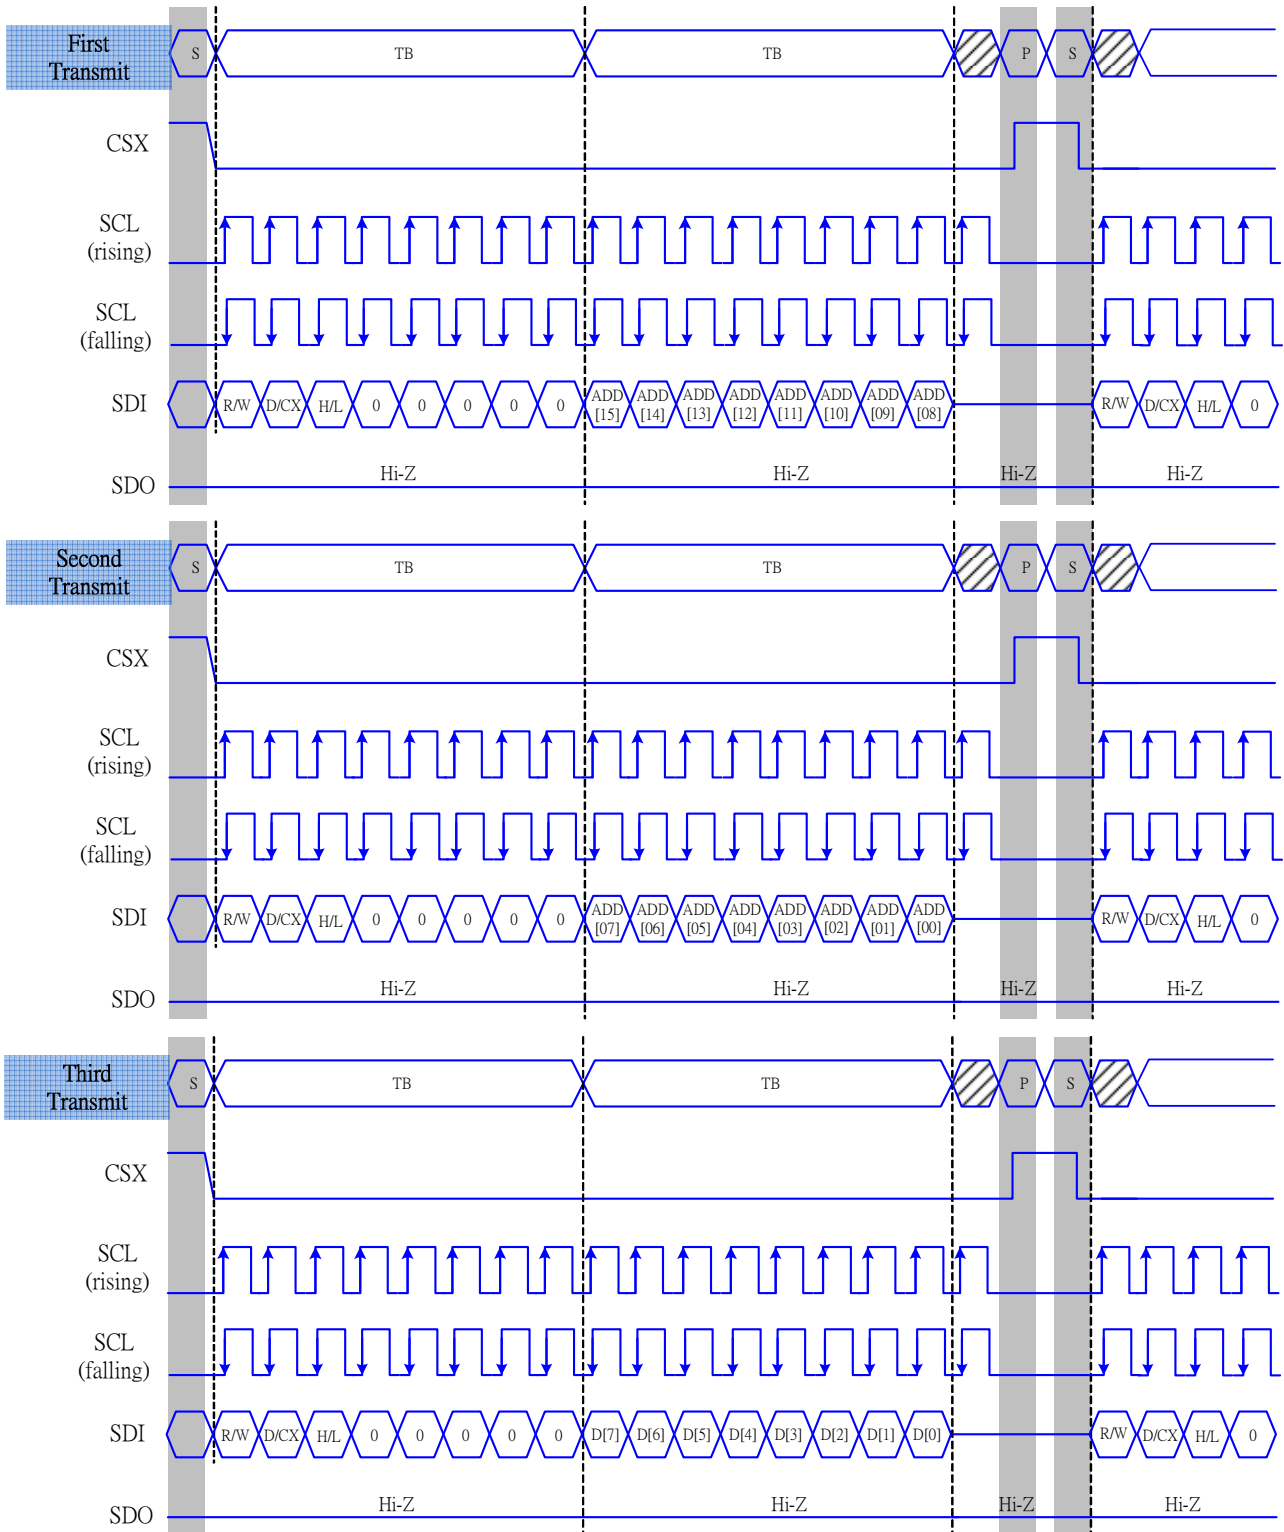 First
Transmit
S TB TB P S
CSX
SCL
(rising)
SCL
(falling)
SDI R/W D/CX H/L 0 0 0 0 0 ADD [15] ADD [14] ADD [13] ADD [12] ADD [11] ADD [10] ADD [09] ADD [08] R/W D/CX H/L 0
SDO Hi-Z Hi-Z Hi-Z Hi-Z
Second
Transmit
S TB TB P S
CSX
SCL
(rising)
SCL
(falling)
SDI R/W D/CX H/L 0 0 0 0 0 ADD [07] ADD [06] ADD [05] ADD [04] ADD [03] ADD [02] ADD [01] ADD [00] R/W D/CX H/L 0
SDO Hi-Z Hi-Z Hi-Z Hi-Z
Third
Transmit
S TB TB P S
CSX
SCL
(rising)
SCL
(falling)
SDI R/W D/CX H/L 0 0 0 0 0 D[7] D[6] D[5] D[4] D[3] D[2] D[1] D[0] R/W D/CX H/L 0
SDO Hi-Z Hi-Z Hi-Z Hi-Z